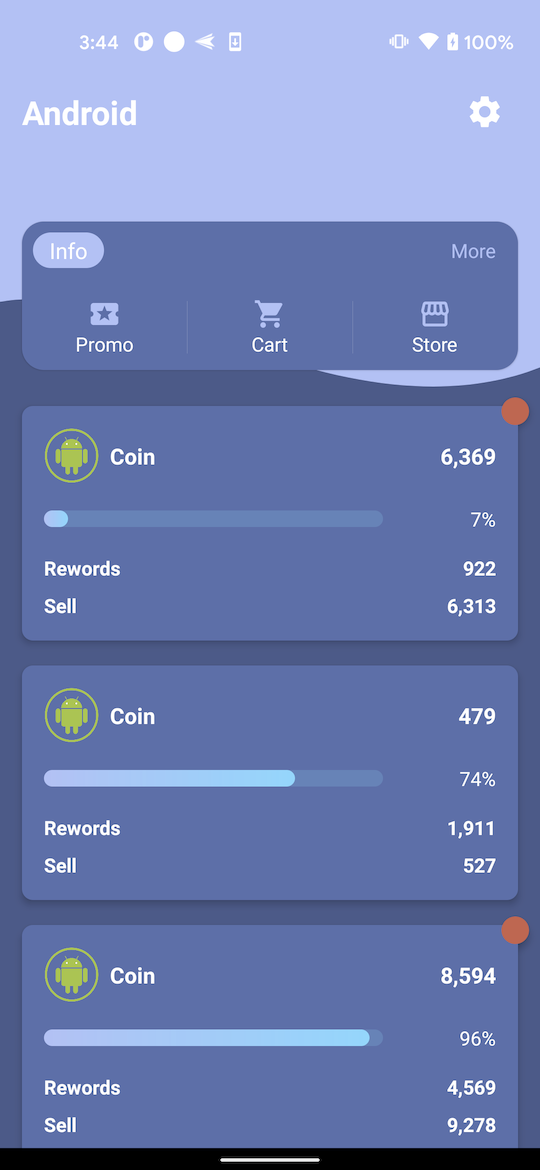 3:44 100%
Android
Info More
Promo Cart Store
Coin 6,369
7%
Rewords 922
Sell 6,313
Coin 479
74%
Rewords 1,911
Sell 527
Coin 8,594
96%
Rewords 4,569
Sell 9,278